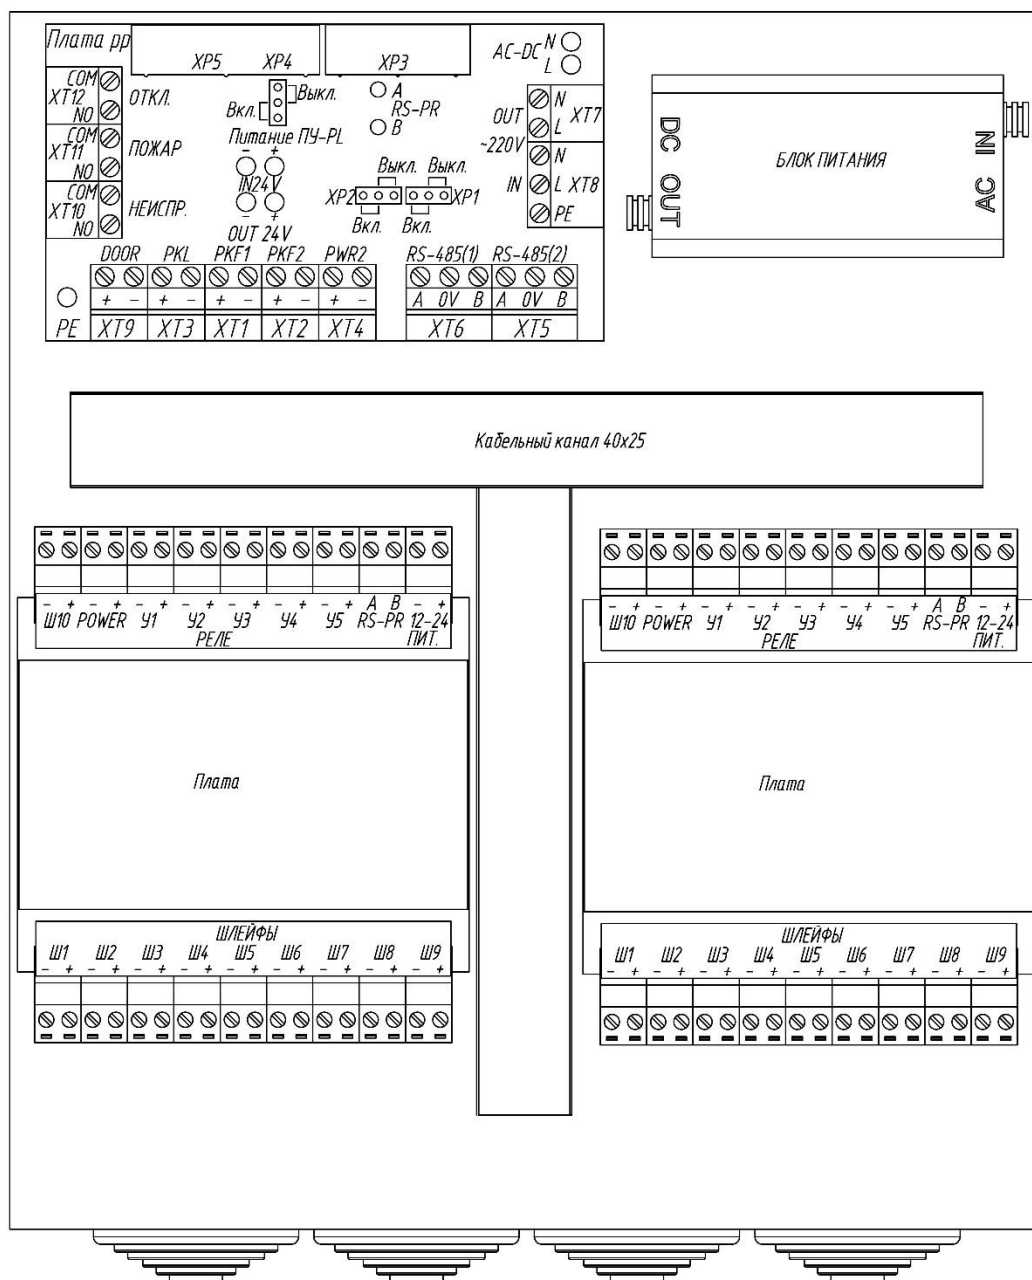 Плата pp
XP5 XP4 XP3 AC-DC N
L
COM
XT12 ОТКЛ.
NO
COM
XT11 ПОЖАР
NO
COM
XT10 НЕИСПР.
NO
Вкл. Выкл.
Питание ПУ-PL
- +
IN24V
- +
OUT 24V
A
RS-PR
B
Выкл. Выкл.
XP2 XP1
Вкл. Вкл.
OUT N XT7
L
~220V
N
IN L XT8
PE
DOOR PKL PKF1 PKF2 PWR2 RS-485(1) RS-485(2)
+ - + - + - + - + - A 0V B A 0V B
PE XT9 XT3 XT1 XT2 XT4 XT6 XT5
DC OUT
БЛОК ПИТАНИЯ
AC IN
Кабельный канал 40x25
- + - + - + - + - + - + - + A B - +
Ш10 POWER У1 У2 У3 У4 У5 RS-PR 12-24
РЕЛЕ ПИТ.
Плата
ШЛЕЙФЫ
Ш1 Ш2 Ш3 Ш4 Ш5 Ш6 Ш7 Ш8 Ш9
- + - + - + - + - + - + - + - + - +
- + - + - + - + - + - + - + A B - +
Ш10 POWER У1 У2 У3 У4 У5 RS-PR 12-24
РЕЛЕ ПИТ.
Плата
ШЛЕЙФЫ
Ш1 Ш2 Ш3 Ш4 Ш5 Ш6 Ш7 Ш8 Ш9
- + - + - + - + - + - + - + - + - +